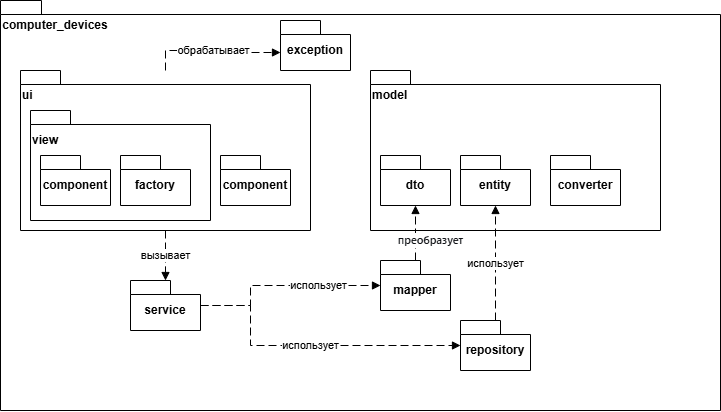 computer_devices
обрабатывает
exception
ui
model
view
component
factory
component
dto
entity
converter
преобразует
вызывает
использует
использует
mapper
service
использует
repository